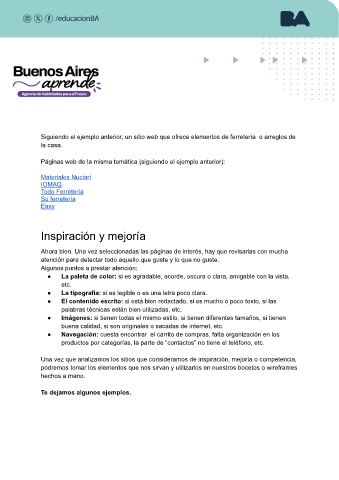 /educacionBA
BA
Buenos Aires
aprende
Agencia de Habilidades para el Futuro
Siguiendo el ejemplo anterior, un sitio web que ofrece elementos de ferretería o arreglos de
la casa.
Páginas web de la misma temática (siguiendo el ejemplo anterior):
Materiales Nuciari
IOMAQ
Todo Ferretería
Su ferretería
Easy
Inspiración y mejoría
Ahora bien. Una vez seleccionadas las páginas de interés, hay que revisarlas con mucha
atención para detectar todo aquello que guste y lo que no guste.
Algunos puntos a prestar atención:
● La paleta de color: si es agradable, acorde, oscura o clara, amigable con la vista,
etc.
● La tipografía: si es legible o es una letra poco clara.
● El contenido escrito: si está bien redactado, si es mucho o poco texto, si las
palabras técnicas están bien utilizadas, etc.
● Imágenes: si tienen todas el mismo estilo, si tienen diferentes tamaños, si tienen
buena calidad, si son originales o sacadas de internet, etc.
● Navegación: cuesta encontrar el carrito de compras, falta organización en los
productos por categorías, la parte de "contactos" no tiene el teléfono, etc.
Una vez que analizamos los sitios que consideramos de inspiración, mejoría o competencia,
podremos tomar los elementos que nos sirvan y utilizarlos en nuestros bocetos o wireframes
hechos a mano.
Te dejamos algunos ejemplos.